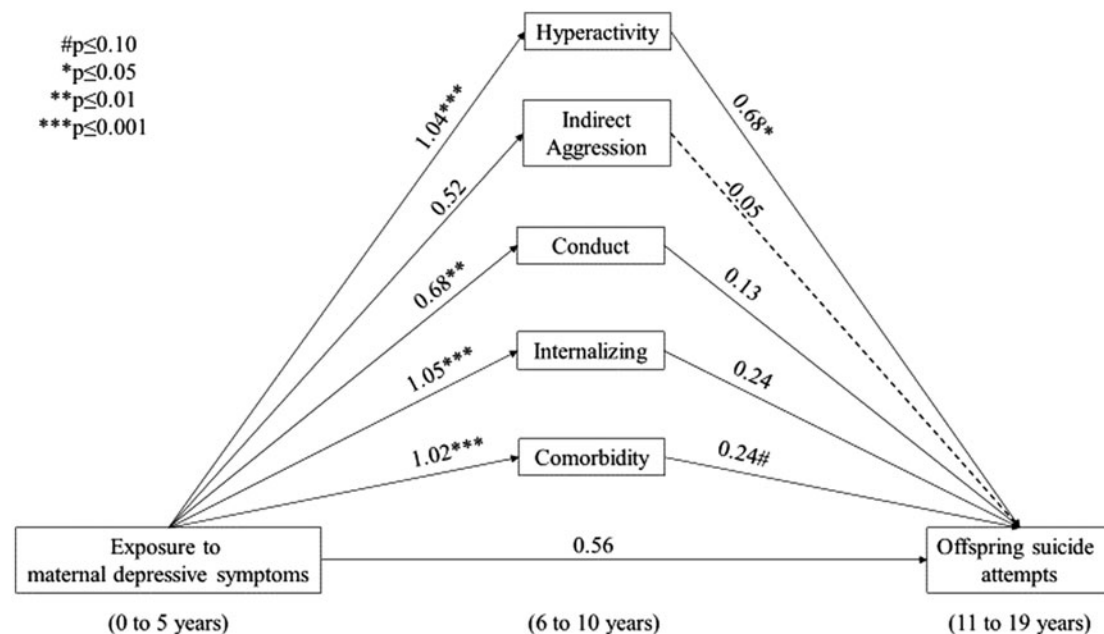 #p≤0.10
*p≤0.05
**p≤0.01
***p≤0.001
Hyperactivity
1.04***
0.68*
Indirect
Aggression
0.52
-0.05
Conduct
0.68**
0.13
Internalizing
1.05***
0.24
Comorbidity
1.02***
0.24#
Exposure to
maternal depressive symptoms
0.56
Offspring suicide
attempts
(0 to 5 years)
(6 to 10 years)
(11 to 19 years)